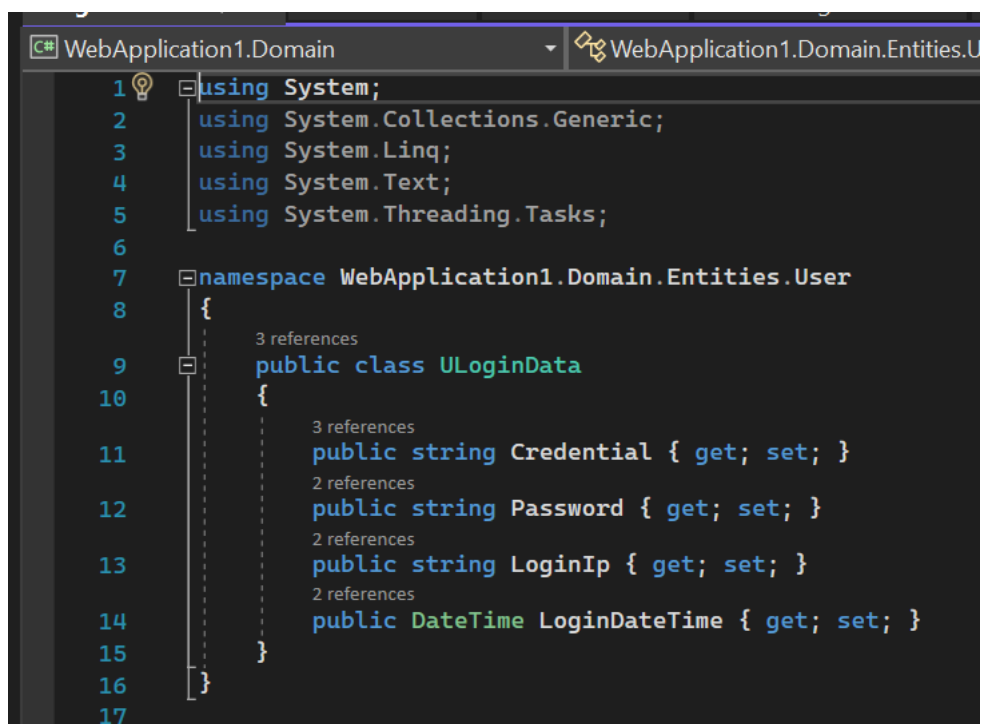 C# WebApplication1.Domain WebApplication1.Domain.Entities.U
1 using System;
2 using System.Collections.Generic;
3 using System.Linq;
4 using System.Text;
5 using System.Threading.Tasks;
6
7 namespace WebApplication1.Domain.Entities.User
8 {
3 references
9 public class ULoginData
10 {
3 references
11 public string Credential { get; set; }
2 references
12 public string Password { get; set; }
2 references
13 public string LoginIp { get; set; }
2 references
14 public DateTime LoginDateTime { get; set; }
15 }
16 }
17